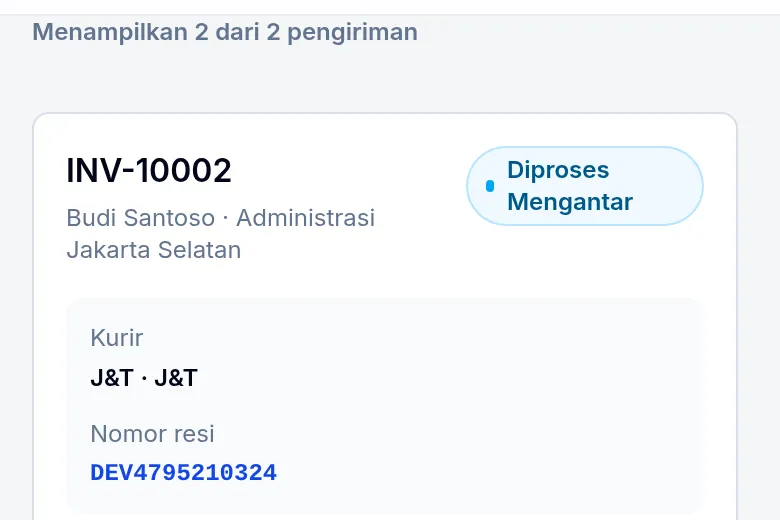 Menampilkan 2 dari 2 pengiriman
INV-10002
Budi Santoso · Administrasi
Jakarta Selatan
Diproses
Mengantar
Kurir
J&T · J&T
Nomor resi
DEV4795210324